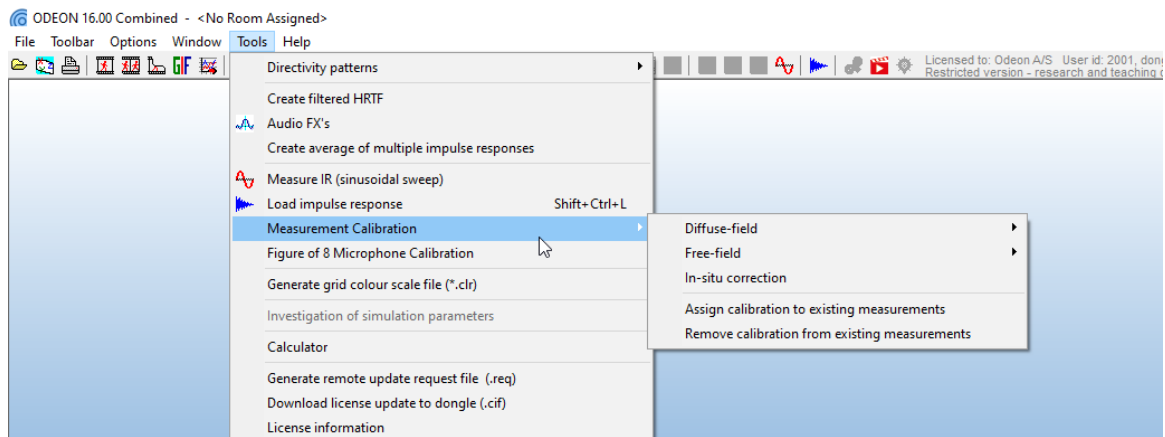 ODEON 16.00 Combined - <No Room Assigned>
File Toolbar Options Window Tools Help
GIF
Licensed to: Odeon A/S User id: 2001, dong
Restricted version - research and teaching
Directivity patterns
Create filtered HRTF
Audio FX's
Create average of multiple impulse responses
Measure IR (sinusoidal sweep)
Load impulse response Shift+Ctrl+L
Measurement Calibration
Figure of 8 Microphone Calibration
Generate grid colour scale file (*.clr)
Investigation of simulation parameters
Calculator
Generate remote update request file (.req)
Download license update to dongle (.cif)
License information
Diffuse-field
Free-field
In-situ correction
Assign calibration to existing measurements
Remove calibration from existing measurements